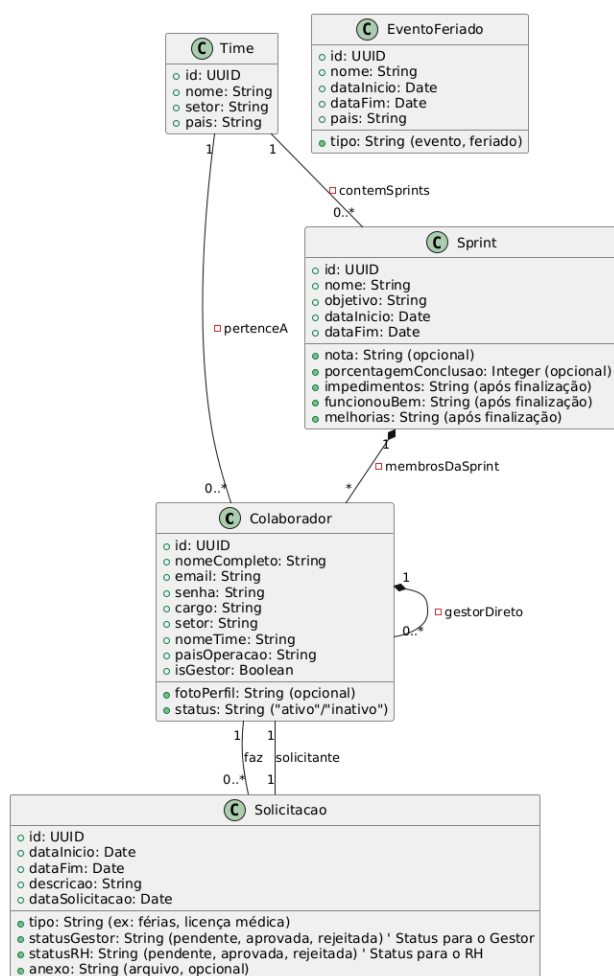 C Time
id: UUID
nome: String
setor: String
pais: String
C EventoFeriado
id: UUID
nome: String
dataInicio: Date
dataFim: Date
pais: String
tipo: String (evento, feriado)
1
1
contemSprints
0..*
C Sprint
id: UUID
nome: String
objetivo: String
dataInicio: Date
dataFim: Date
nota: String (opcional)
porcentagemConclusao: Integer (opcional)
impedimentos: String (após finalização)
funcionouBem: String (após finalização)
melhorias: String (após finalização)
pertenceA
1
membrosDaSprint
0..*
*
C Colaborador
id: UUID
nomeCompleto: String
email: String
senha: String
cargo: String
setor: String
nomeTime: String
paisOperacao: String
isGestor: Boolean
fotoPerfil: String (opcional)
status: String ("ativo"/"inativo")
1
gestorDireto
0..*
1
1
faz
solicitante
0..*
1
C Solicitacao
id: UUID
dataInicio: Date
dataFim: Date
descricao: String
dataSolicitacao: Date
tipo: String (ex: férias, licença médica)
statusGestor: String (pendente, aprovada, rejeitada) ' Status para o Gestor
statusRH: String (pendente, aprovada, rejeitada) ' Status para o RH
anexo: String (arquivo, opcional)